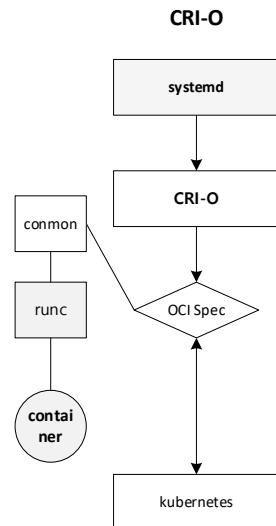 CRI-O
systemd
CRI-O
conmon
OCI Spec
runc
contai
ner
kubernetes